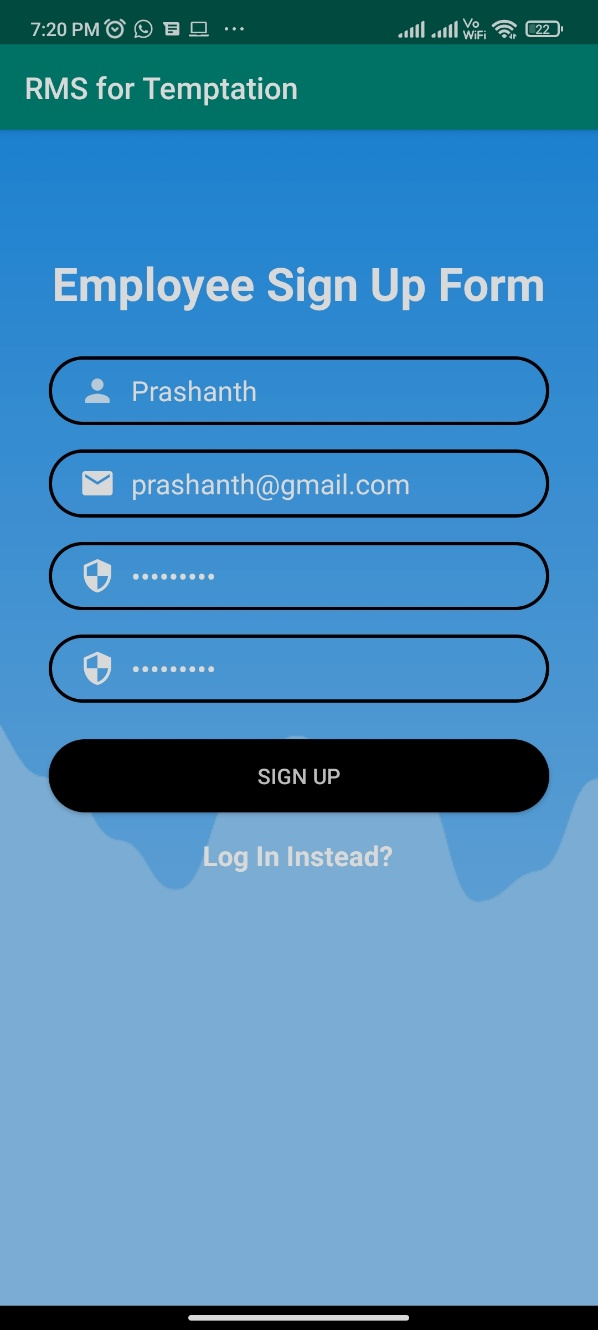 7:20 PM ... Vo WiFi 22
RMS for Temptation
Employee Sign Up Form
Prashanth
prashanth@gmail.com
•••••••••
•••••••••
SIGN UP
Log In Instead?